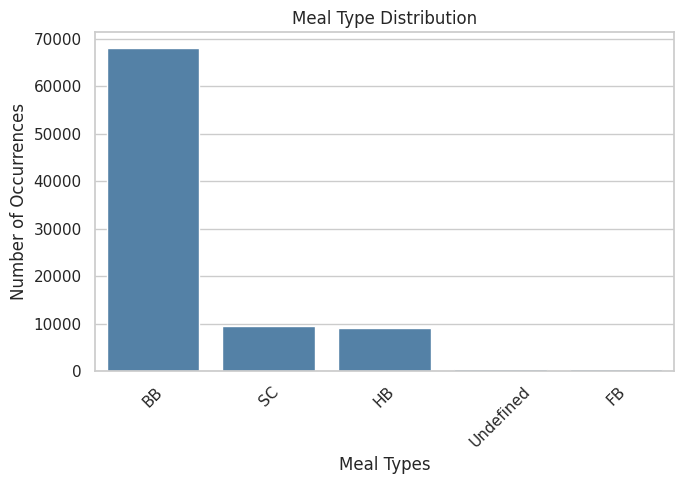 Meal Type Distribution
Number of Occurrences
70000
60000
50000
40000
30000
20000
10000
0
BB
SC
HB
Undefined
FB
Meal Types